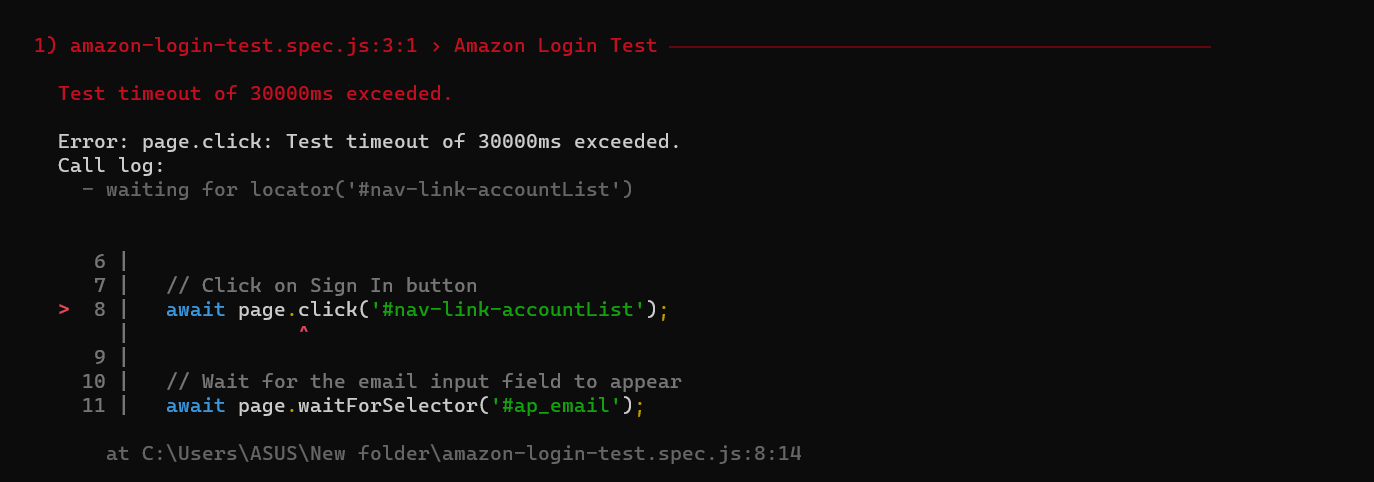 1) amazon-login-test.spec.js:3:1 › Amazon Login Test ─────────────────────────────────────────────
Test timeout of 30000ms exceeded.
Error: page.click: Test timeout of 30000ms exceeded.
Call log:
- waiting for locator('#nav-link-accountList')
6 |
7 | // Click on Sign In button
> 8 | await page.click('#nav-link-accountList');
| ^
9 |
10 | // Wait for the email input field to appear
11 | await page.waitForSelector('#ap_email');
at C:\Users\ASUS\New folder\amazon-login-test.spec.js:8:14